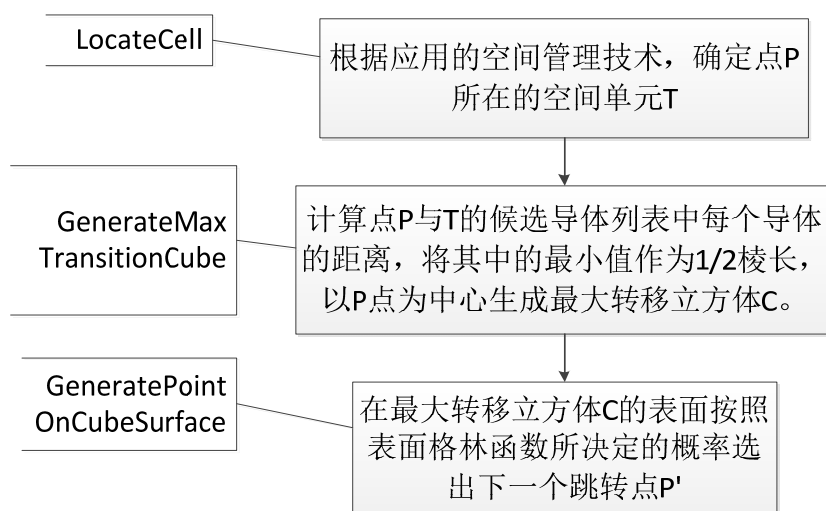 LocateCell
根据应用的空间管理技术，确定点P
所在的空间单元T
GenerateMax
TransitionCube
计算点P与T的候选导体列表中每个导体
的距离，将其中的最小值作为1/2棱长，
以P点为中心生成最大转移立方体C。
GeneratePoint
OnCubeSurface
在最大转移立方体C的表面按照
表面格林函数所决定的概率选
出下一个跳转点P'